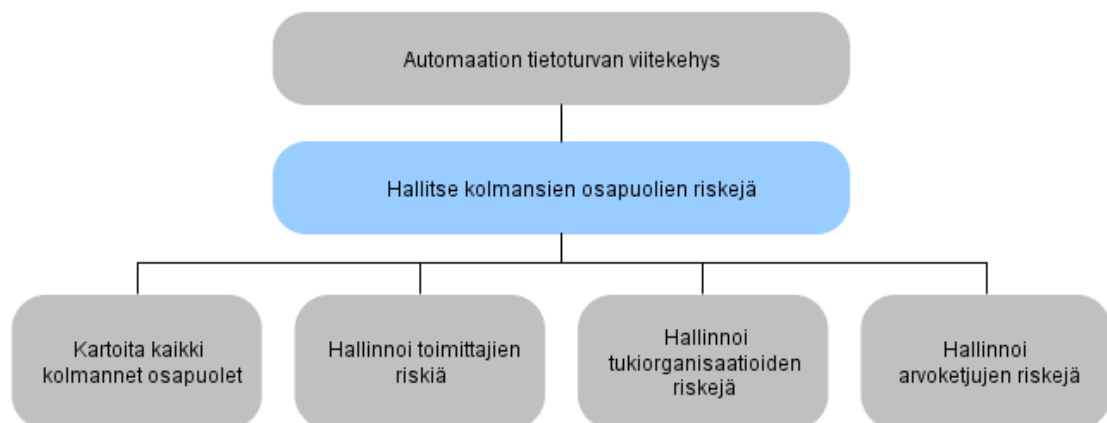 Automaation tietoturvan viitekehys
Hallitse kolmansien osapuolien riskejä
Kartoita kaikki
kolmannet osapuolet
Hallinnoi toimittajien
riskiä
Hallinnoi
tukiorganisaatioiden
riskejä
Hallinnoi
arvoketjujen riskejä